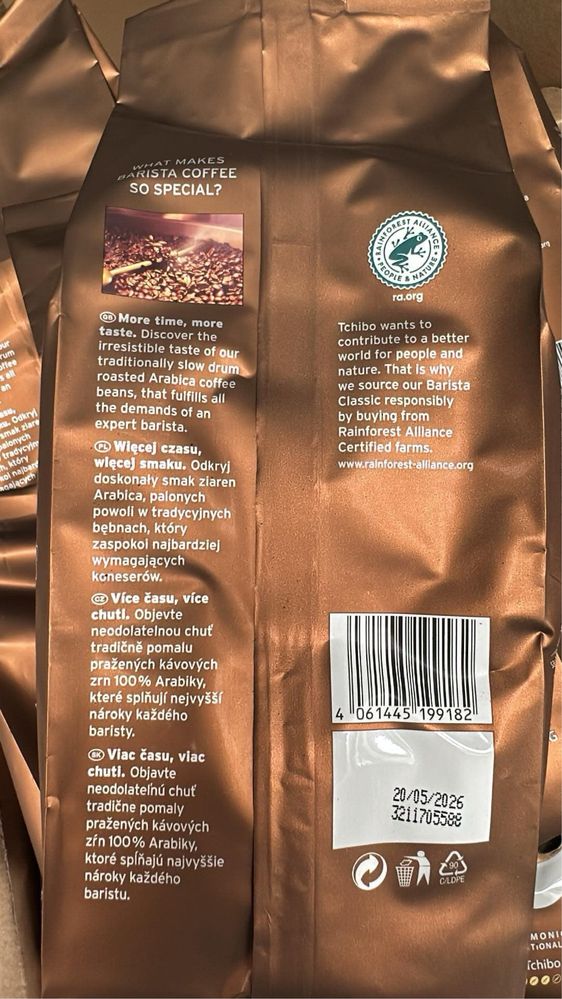 WHAT MAKES
BARISTA COFFEE
SO SPECIAL?
GB More time, more
taste. Discover the
irresistible taste of our
traditionally slow drum
roasted Arabica coffee
beans, that fulfills all
the demands of an
expert barista.
PL Więcej czasu,
więcej smaku. Odkryj
doskonały smak ziaren
Arabica, palonych
powoli w tradycyjnych
bębnach, który
zaspokoi najbardziej
wymagających
koneserów.
CZ Více času, více
chuti. Objevte
neodolatelnou chuť
tradičně pomalu
pražených kávových
zrn 100% Arabiky,
které splňují nejvyšší
nároky každého
baristy.
SK Viac času, viac
chuti. Objavte
neodolateľnú chuť
tradične pomaly
pražených kávových
zŕn 100% Arabiky,
ktoré spĺňajú najvyššie
nároky každého
baristu.
RAINFOREST ALLIANCE
PEOPLE & NATURE
ra.org
Tchibo wants to
contribute to a better
world for people and
nature. That is why
we source our Barista
Classic responsibly
by buying from
Rainforest Alliance
Certified farms.
www.rainforest-alliance.org
4 061445 199182
20/05/2026
3211705588
90
C/LDPE
Tchibo